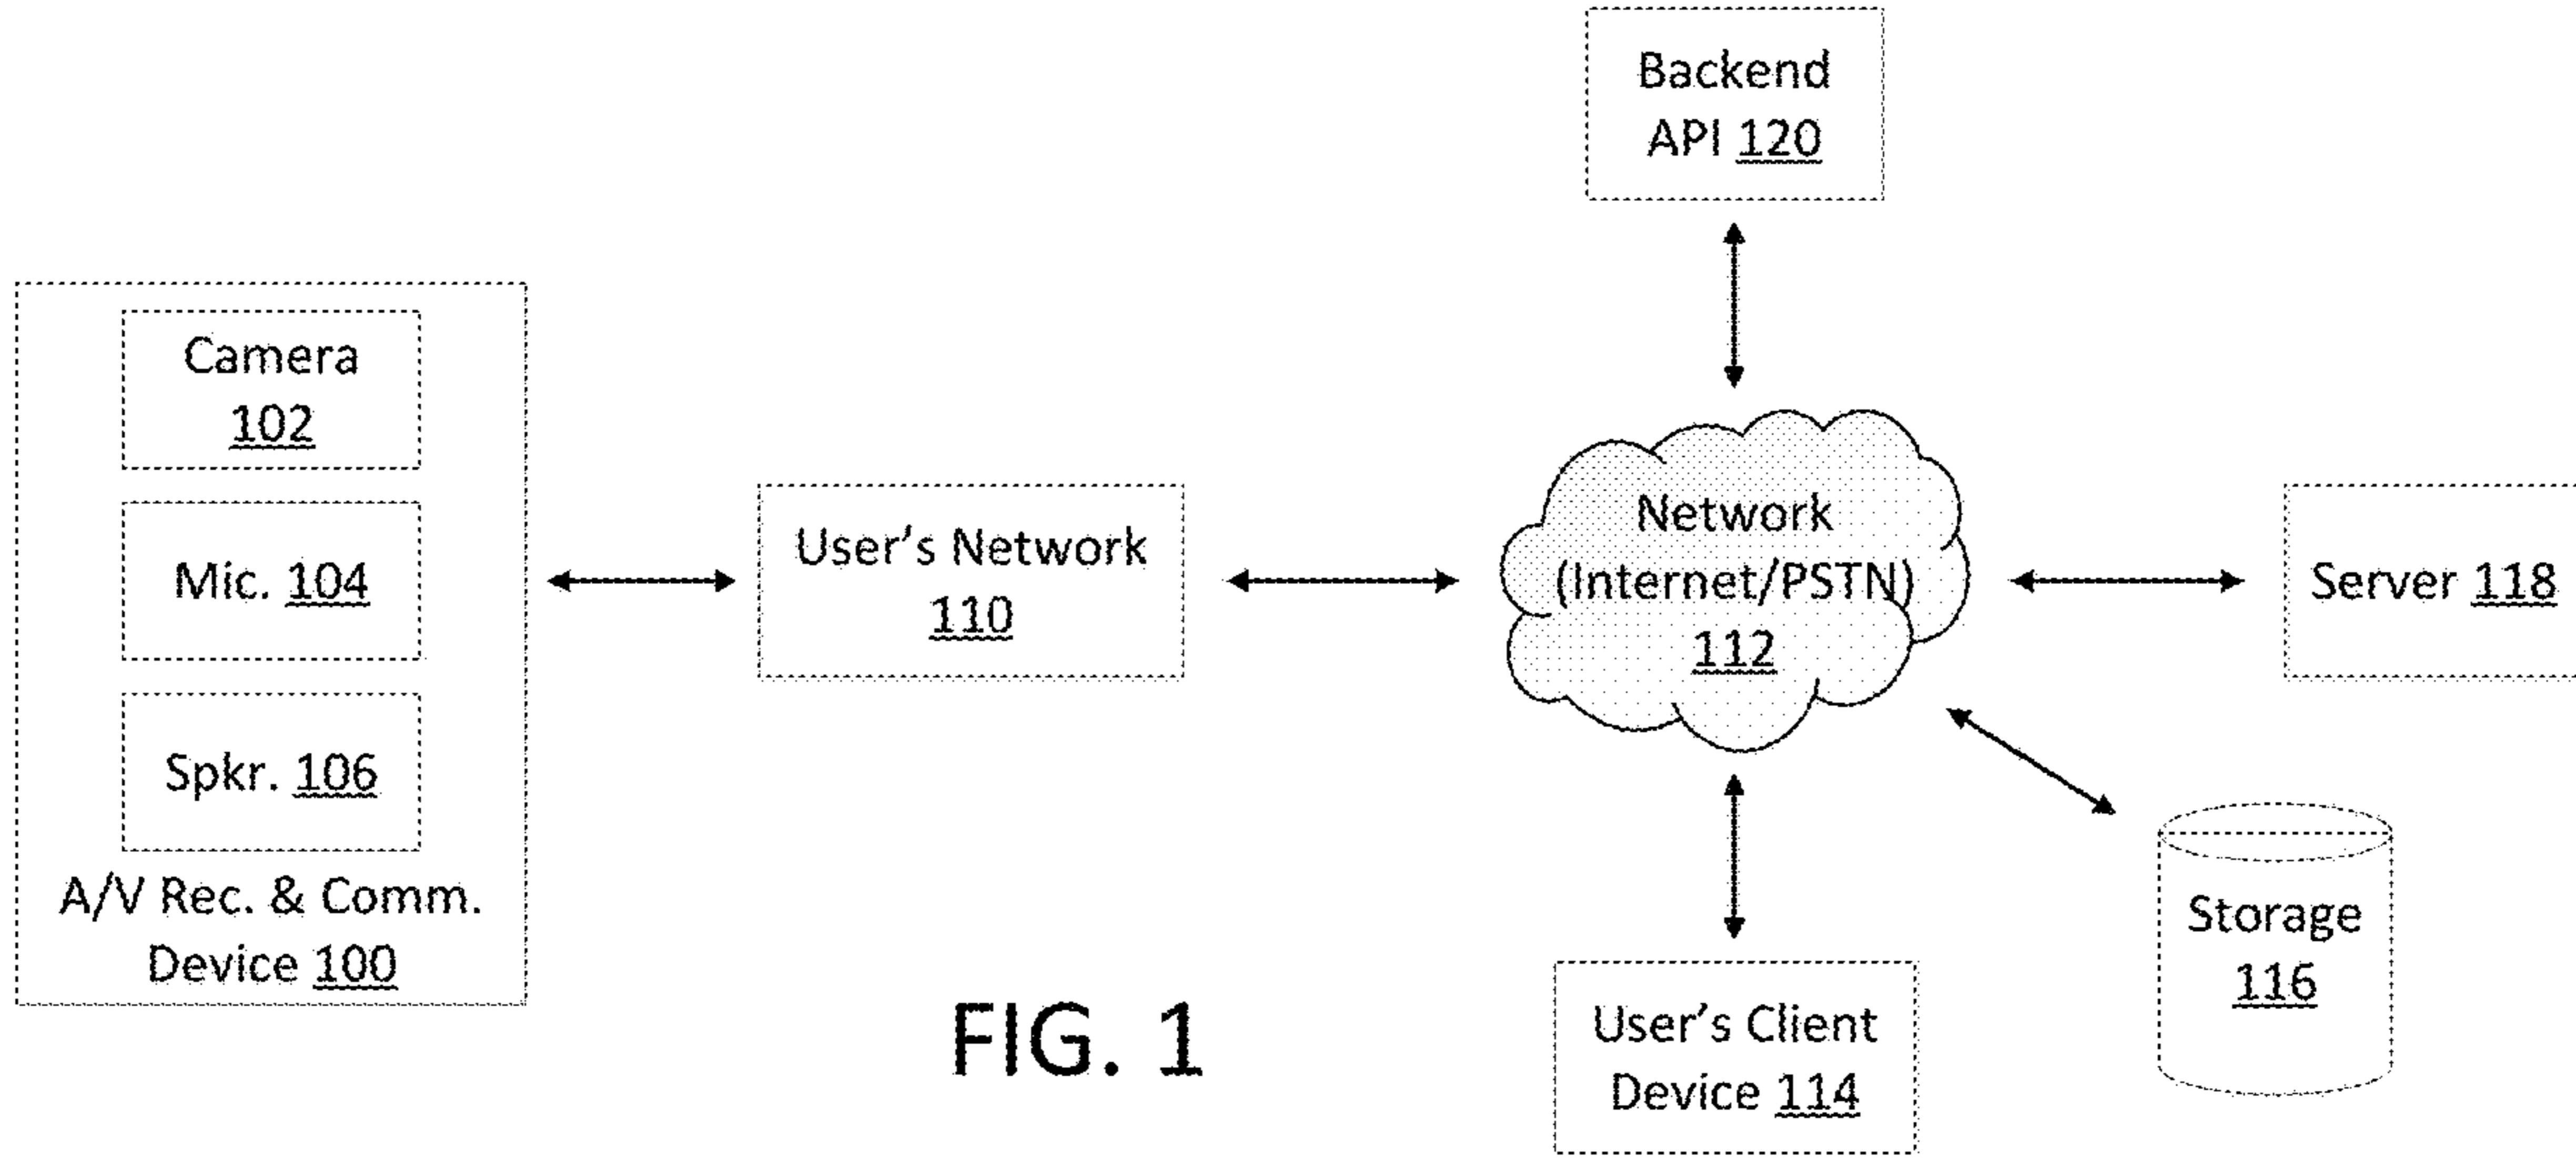 Backend
API 120
Camera
102
Mic. 104
Spkr. 106
A/V Rec. & Comm.
Device 100
User's Network
110
Network
(Internet/PSTN)
112
Server 118
Storage
116
User's Client
Device 114
FIG. 1